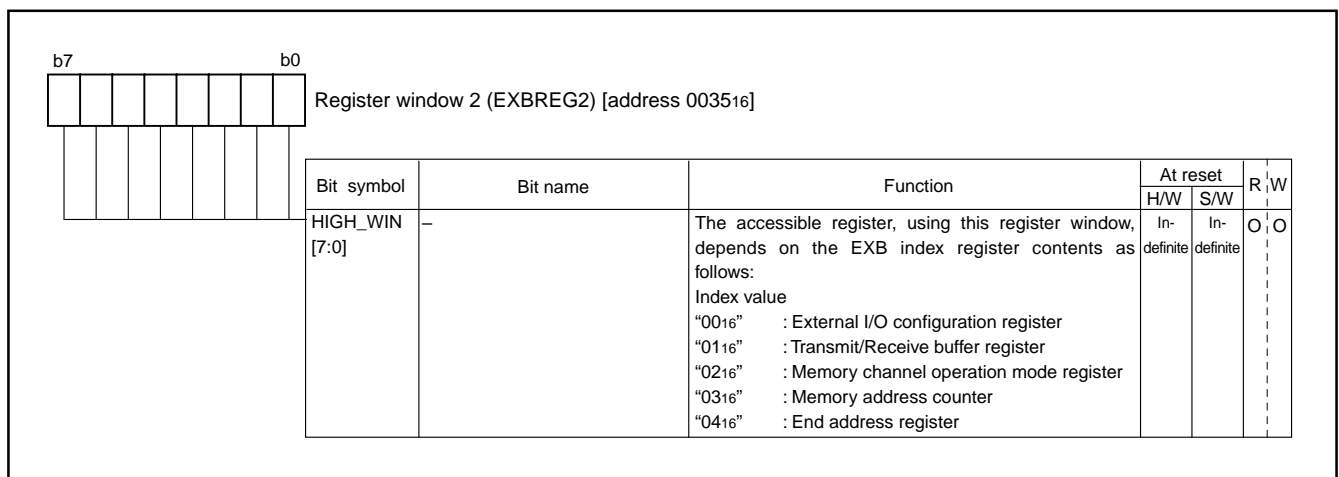 b7 b0
Register window 2 (EXBREG2) [address 003516]
Bit symbol Bit name Function At reset R W
H/W S/W
HIGH_WIN – The accessible register, using this register window, In- In- O O
[7:0] depends on the EXB index register contents as definite definite
follows:
Index value
“0016” : External I/O configuration register
“0116” : Transmit/Receive buffer register
“0216” : Memory channel operation mode register
“0316” : Memory address counter
“0416” : End address register